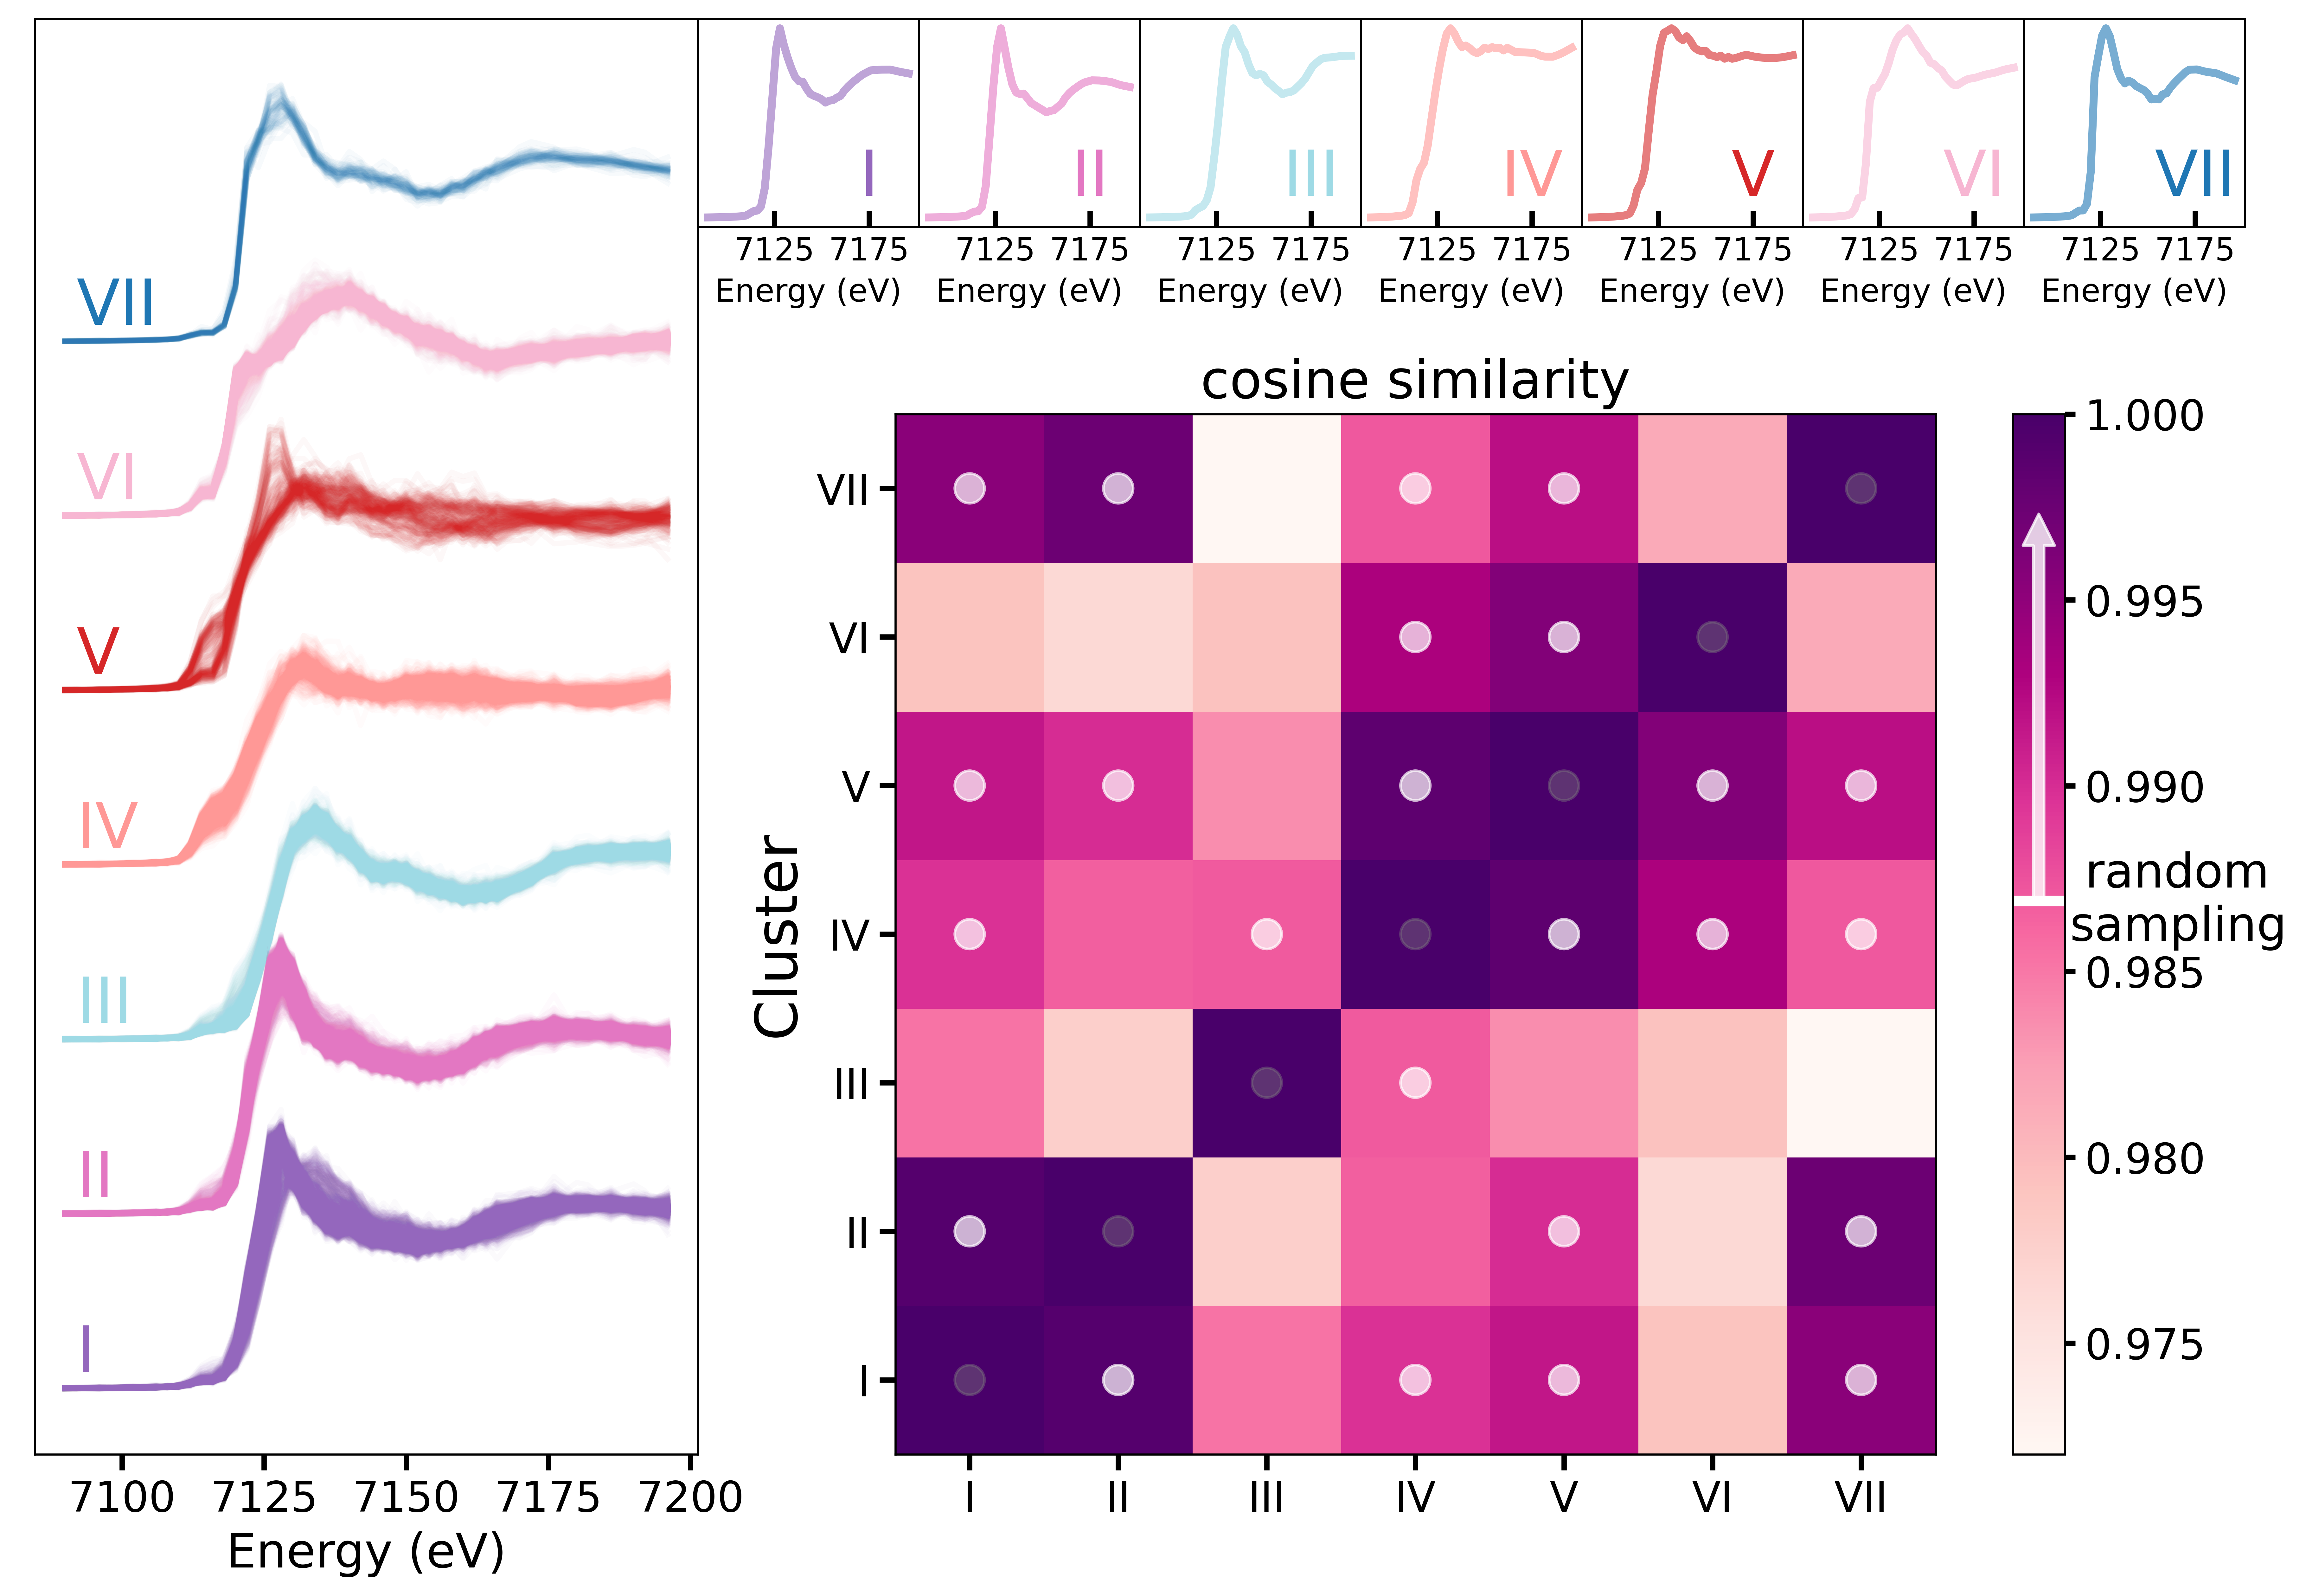 VII
VI
V
IV
III
II
I
7100 7125 7150 7175 7200
Energy (eV)
I II III IV V VI VII
7125 7175 7125 7175 7125 7175 7125 7175 7125 7175 7125 7175 7125 7175
Energy (eV) Energy (eV) Energy (eV) Energy (eV) Energy (eV) Energy (eV) Energy (eV)
cosine similarity
Cluster
VII
VI
V
IV
III
II
I
I II III IV V VI VII
1.000
0.995
0.990
random
sampling
0.985
0.980
0.975